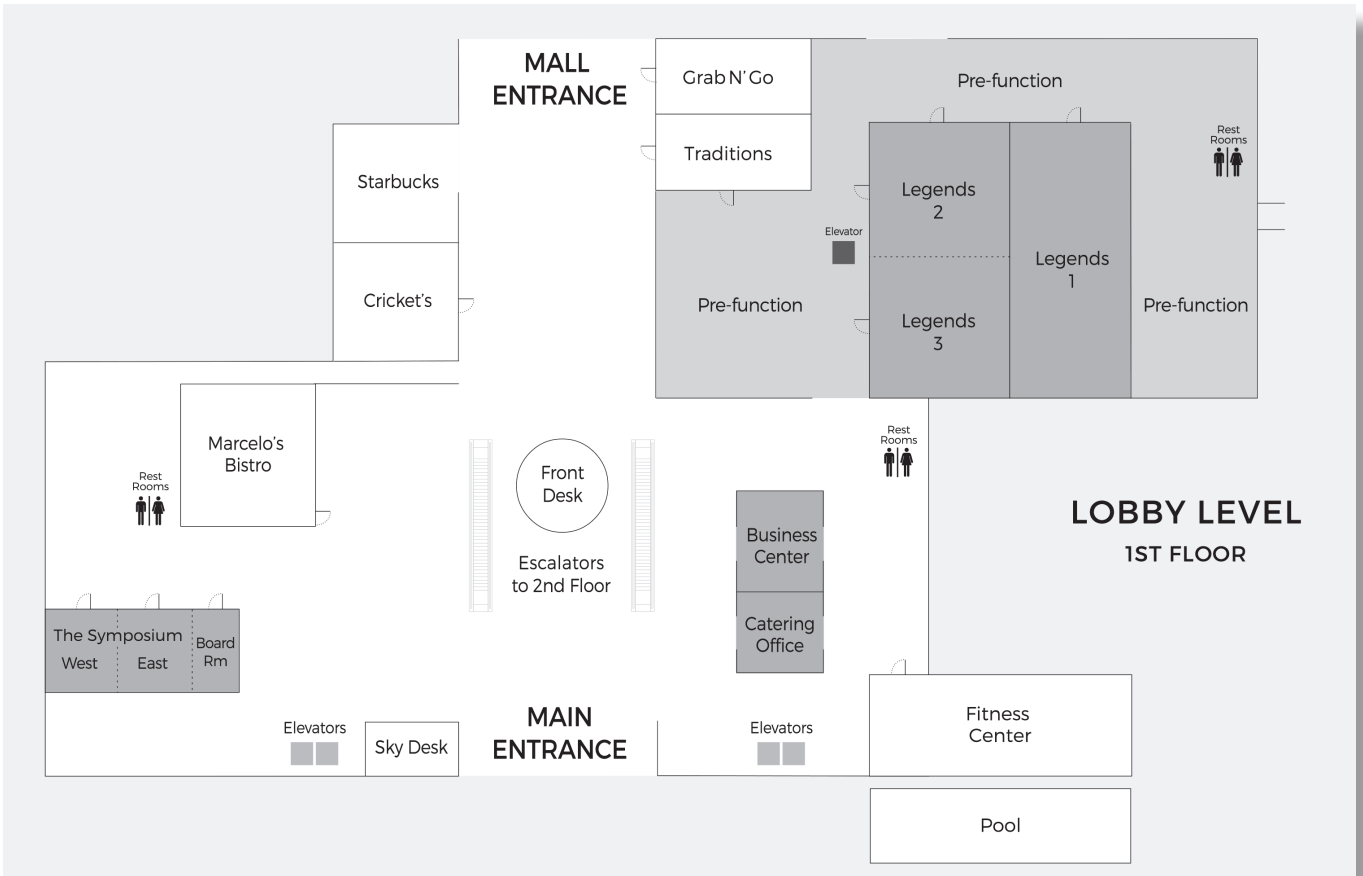 MALL
ENTRANCE
Grab N' Go
Traditions
Pre-function
Rest
Rooms
Starbucks
Legends
2
Elevator
Legends
1
Cricket's
Pre-function
Legends
3
Pre-function
Marcelo's
Bistro
Rest
Rooms
Front
Desk
Rest
Rooms
LOBBY LEVEL
1ST FLOOR
Escalators
to 2nd Floor
Business
Center
Catering
Office
The Symposium
West
East
Board
Rm
Elevators
Sky Desk
MAIN
ENTRANCE
Elevators
Fitness
Center
Pool